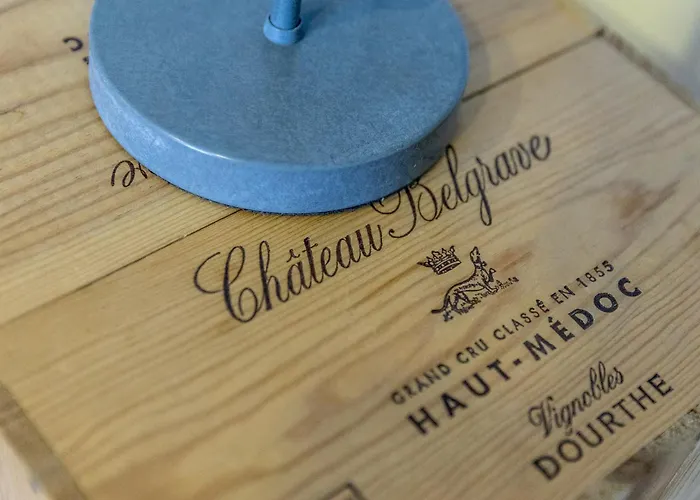 Château Belgrave
GRAND CRU CLASSÉ EN 1855
HAUT-MÉDOC
Vignobles
DOURTHE